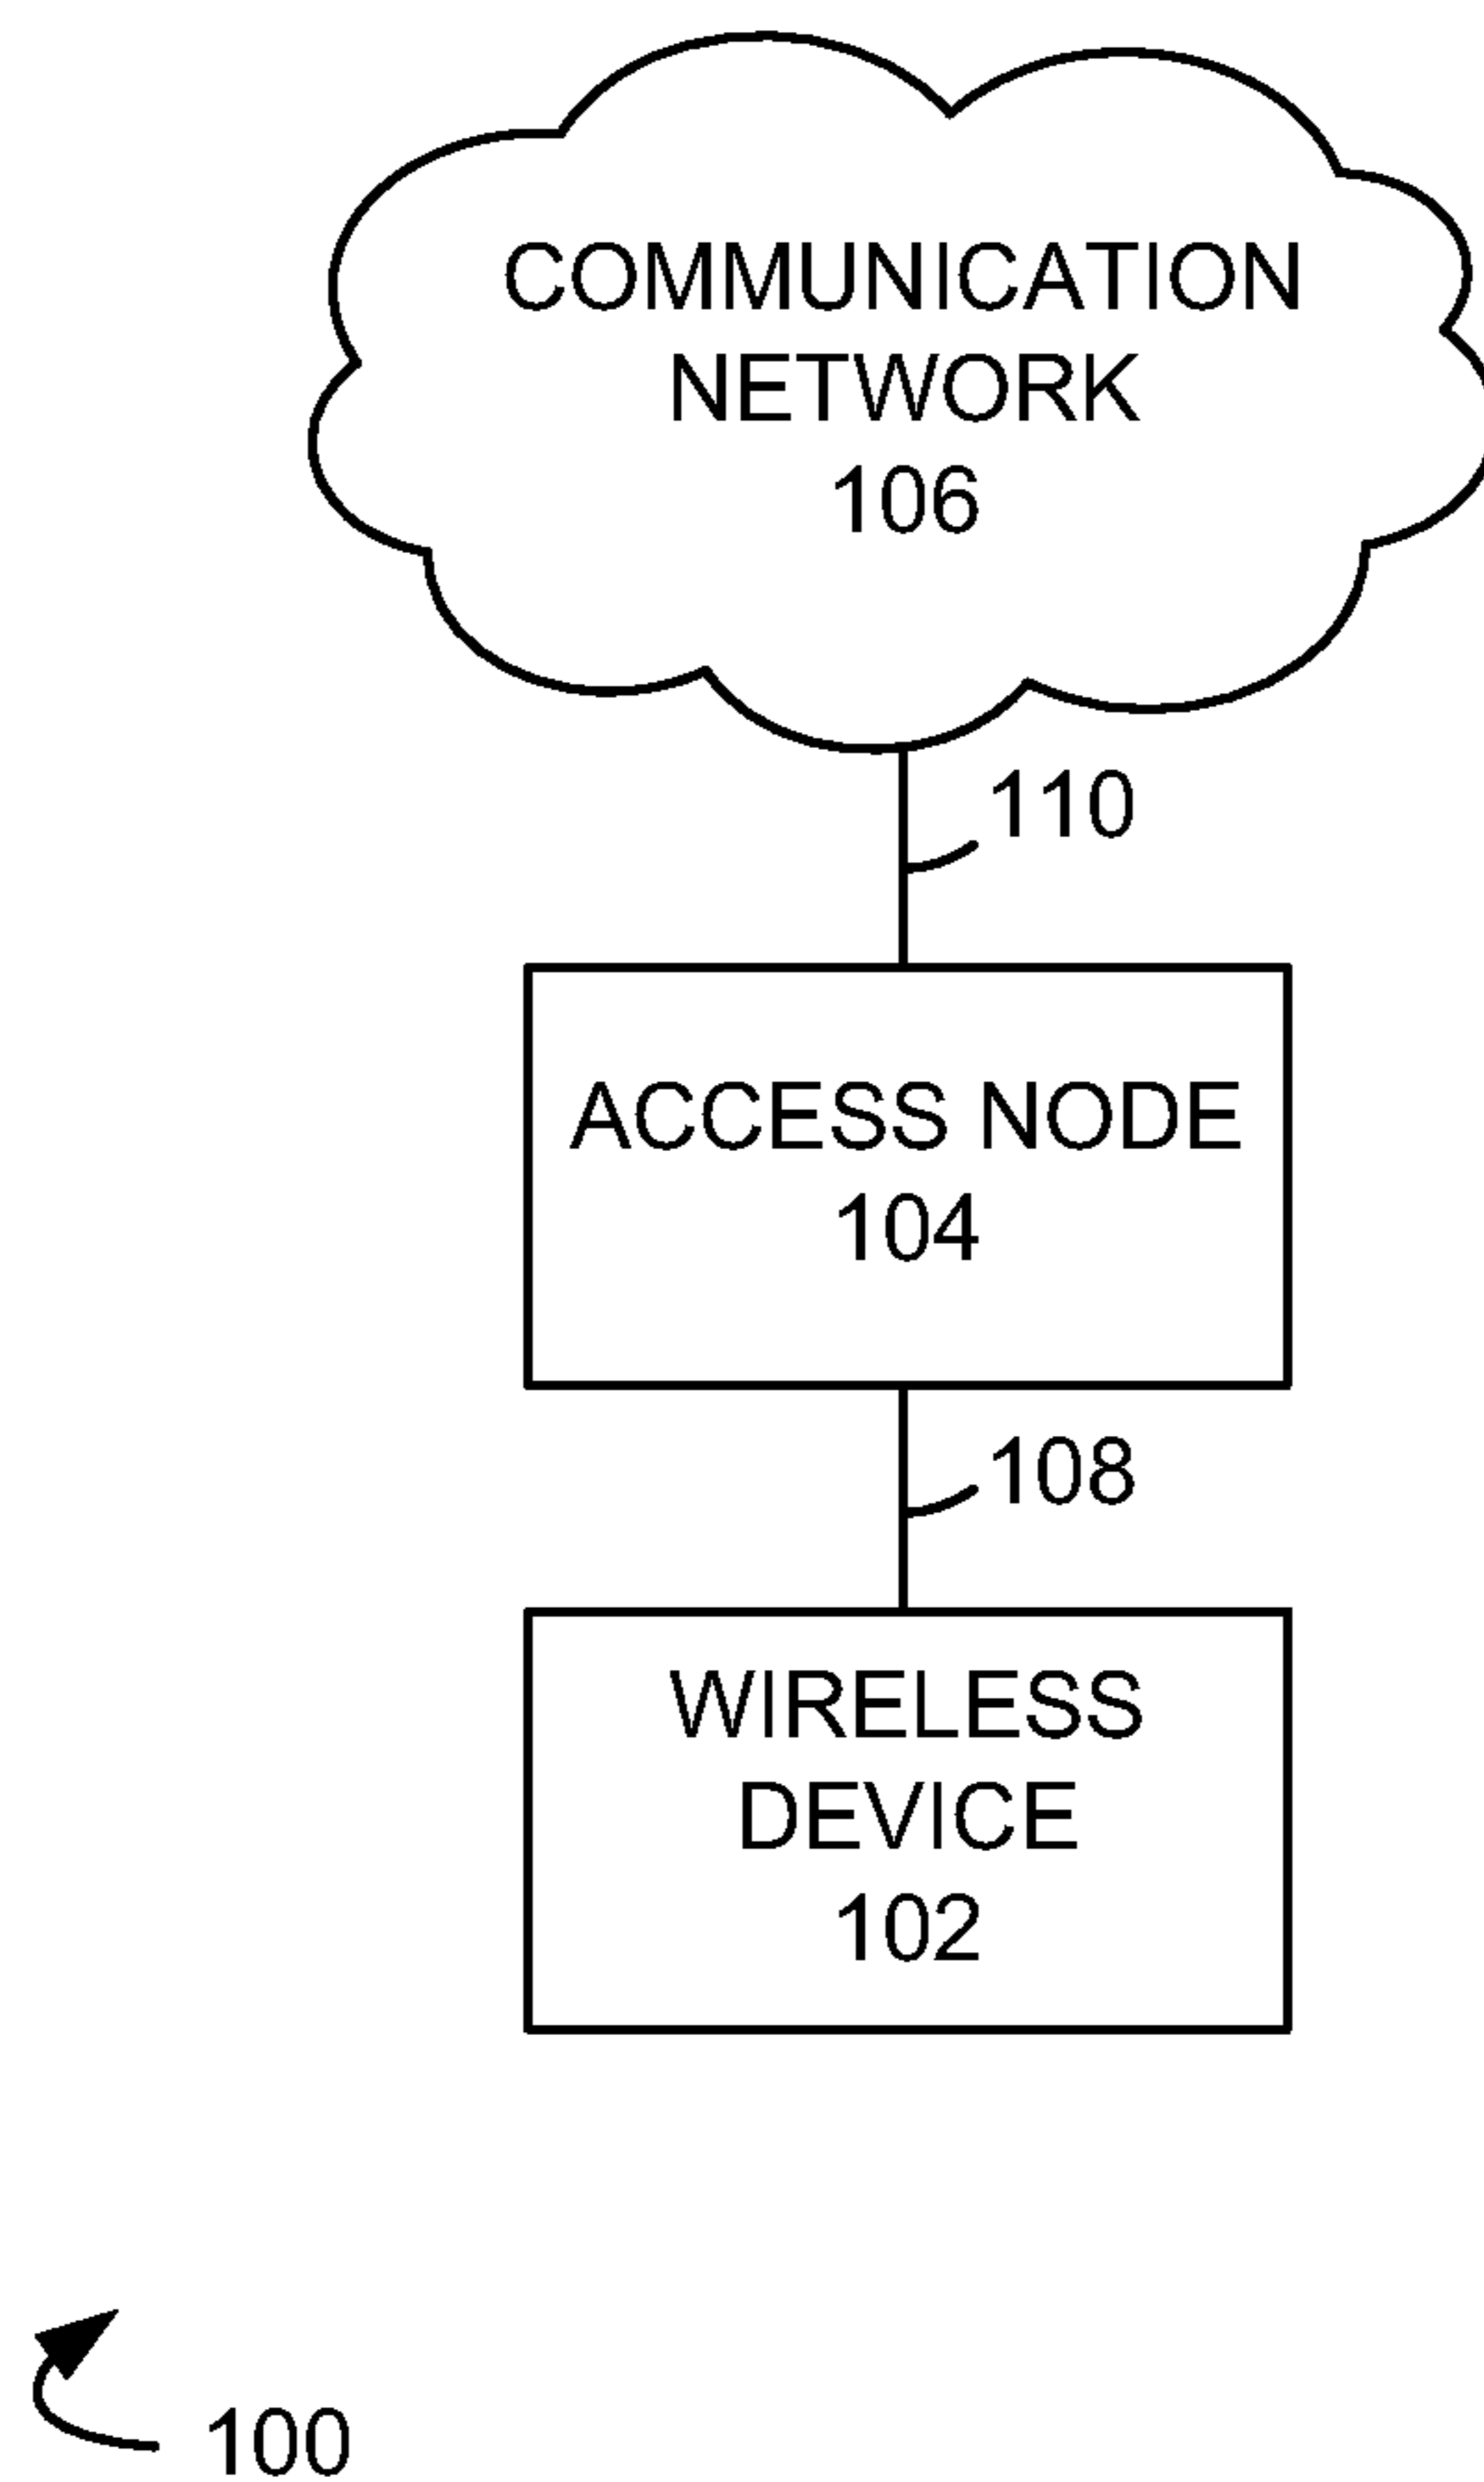 COMMUNICATION
NETWORK
106
110
ACCESS NODE
104
108
WIRELESS
DEVICE
102
100